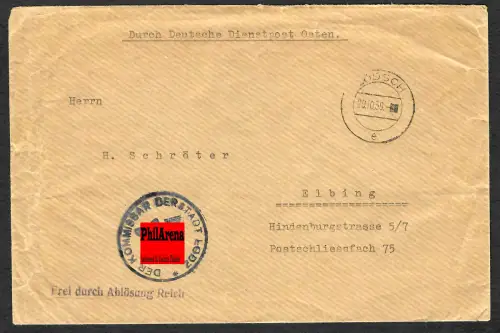 Durch Deutsche Dienstpost Osten.
Herrn
H. Schröter
Elbing
Hindenburgstrasse 5/7
Postschliessfach 75
DER KOMMISSAR DER STADT LODZ *
PhilArena
Frei durch Ablösung Reich
e